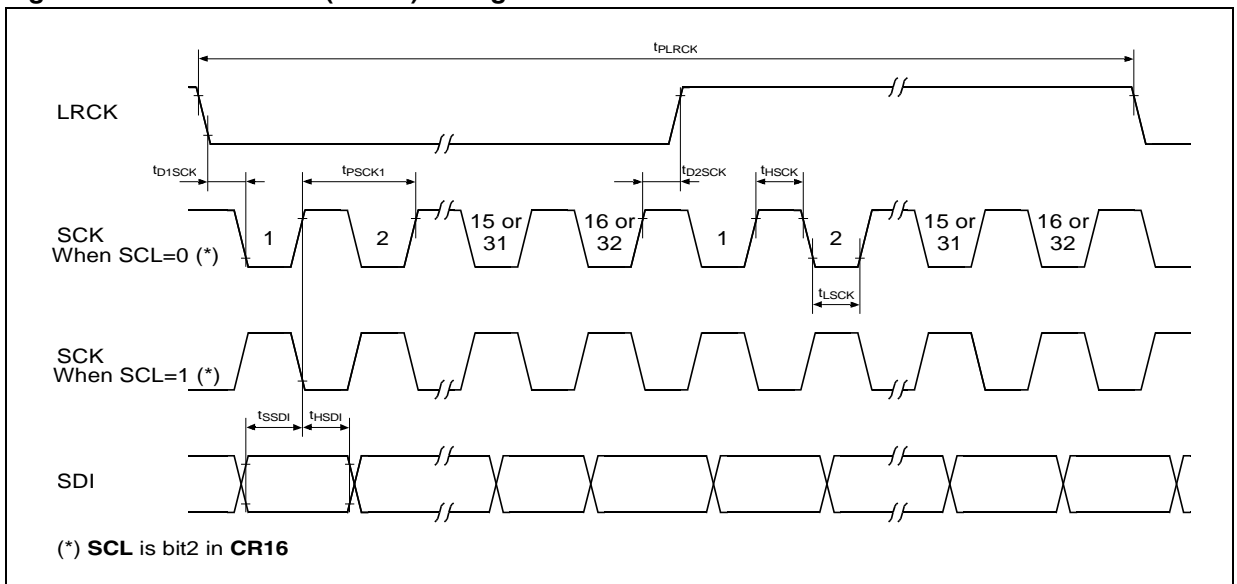 tPLRCK
LRCK
tD1SCK
tPSCK1
tD2SCK
tHSCK
SCK
When SCL=0 (*)
1
2
15 or
31
16 or
32
1
2
15 or
31
16 or
32
tLSCK
SCK
When SCL=1 (*)
tSSDI
tHSDI
SDI
(*) SCL is bit2 in CR16